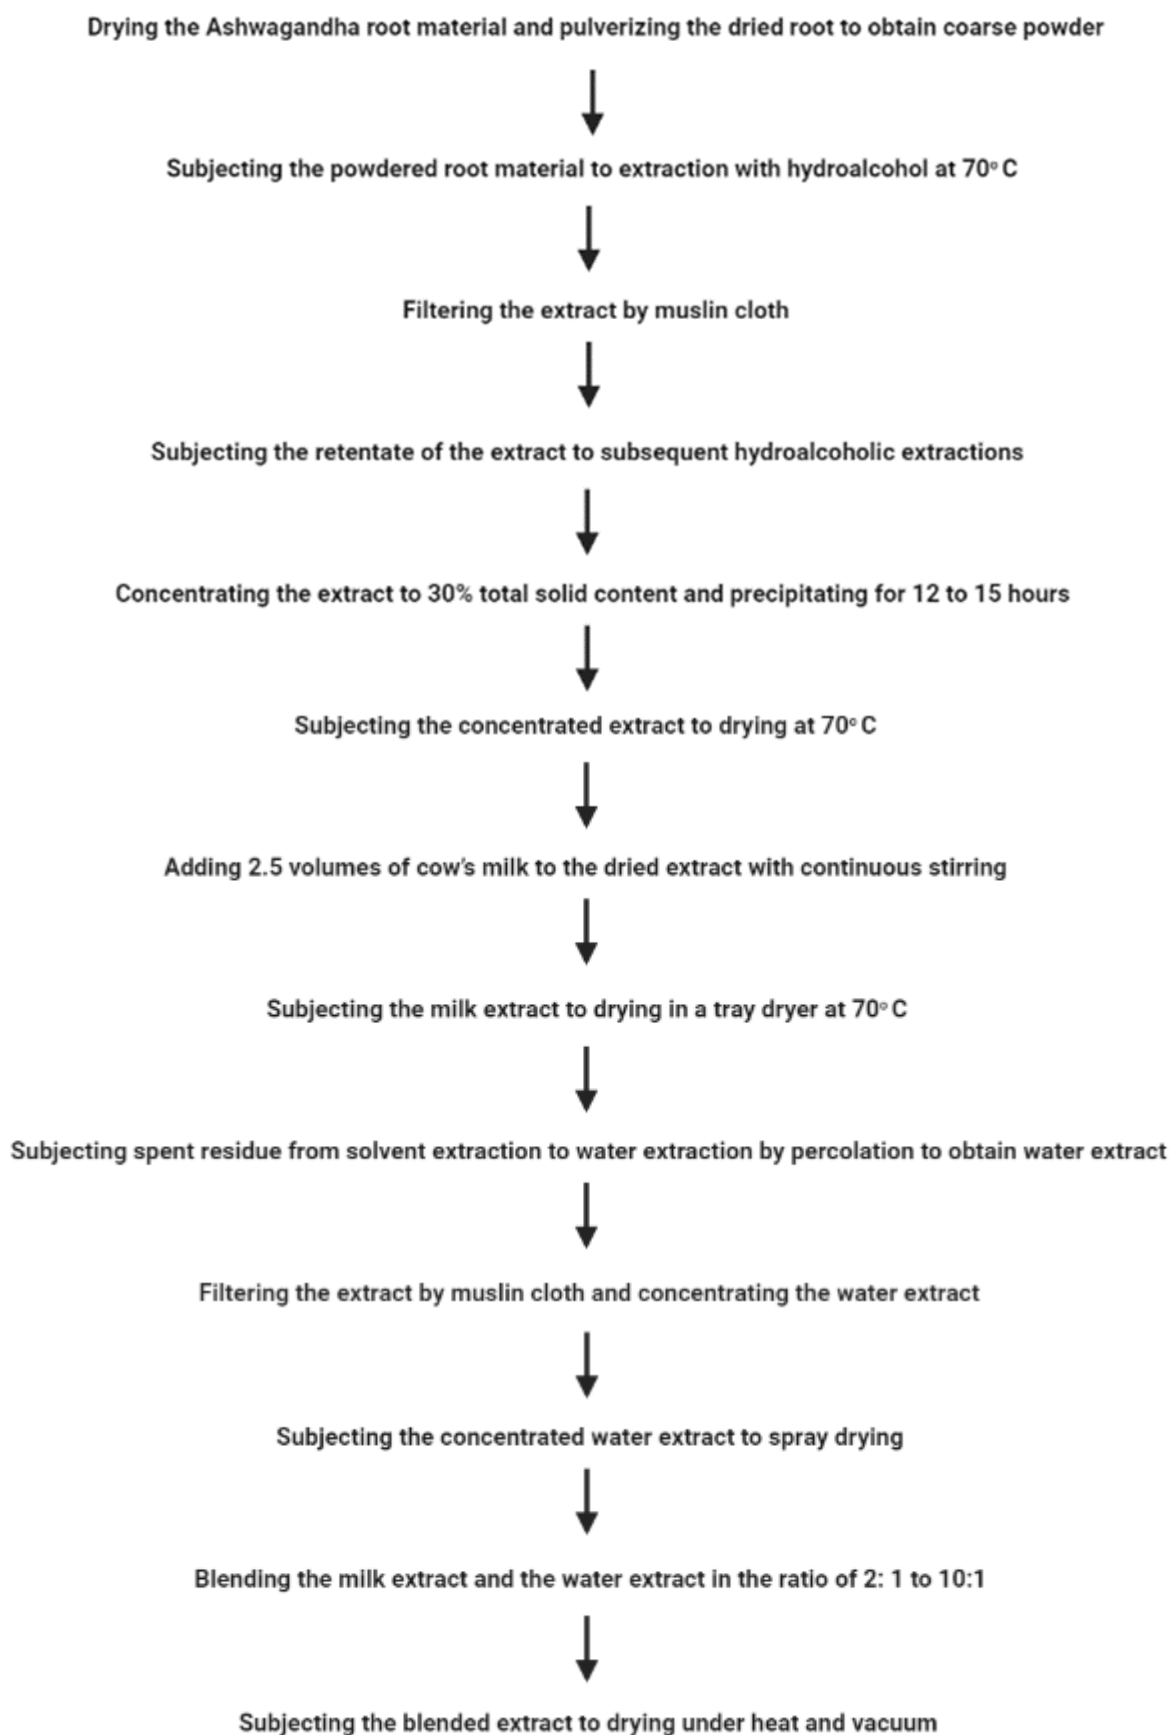 Drying the Ashwagandha root material and pulverizing the dried root to obtain coarse powder
Subjecting the powdered root material to extraction with hydroalcohol at 70° C
Filtering the extract by muslin cloth
Subjecting the retentate of the extract to subsequent hydroalcoholic extractions
Concentrating the extract to 30% total solid content and precipitating for 12 to 15 hours
Subjecting the concentrated extract to drying at 70° C
Adding 2.5 volumes of cow's milk to the dried extract with continuous stirring
Subjecting the milk extract to drying in a tray dryer at 70° C
Subjecting spent residue from solvent extraction to water extraction by percolation to obtain water extract
Filtering the extract by muslin cloth and concentrating the water extract
Subjecting the concentrated water extract to spray drying
Blending the milk extract and the water extract in the ratio of 2: 1 to 10:1
Subjecting the blended extract to drying under heat and vacuum